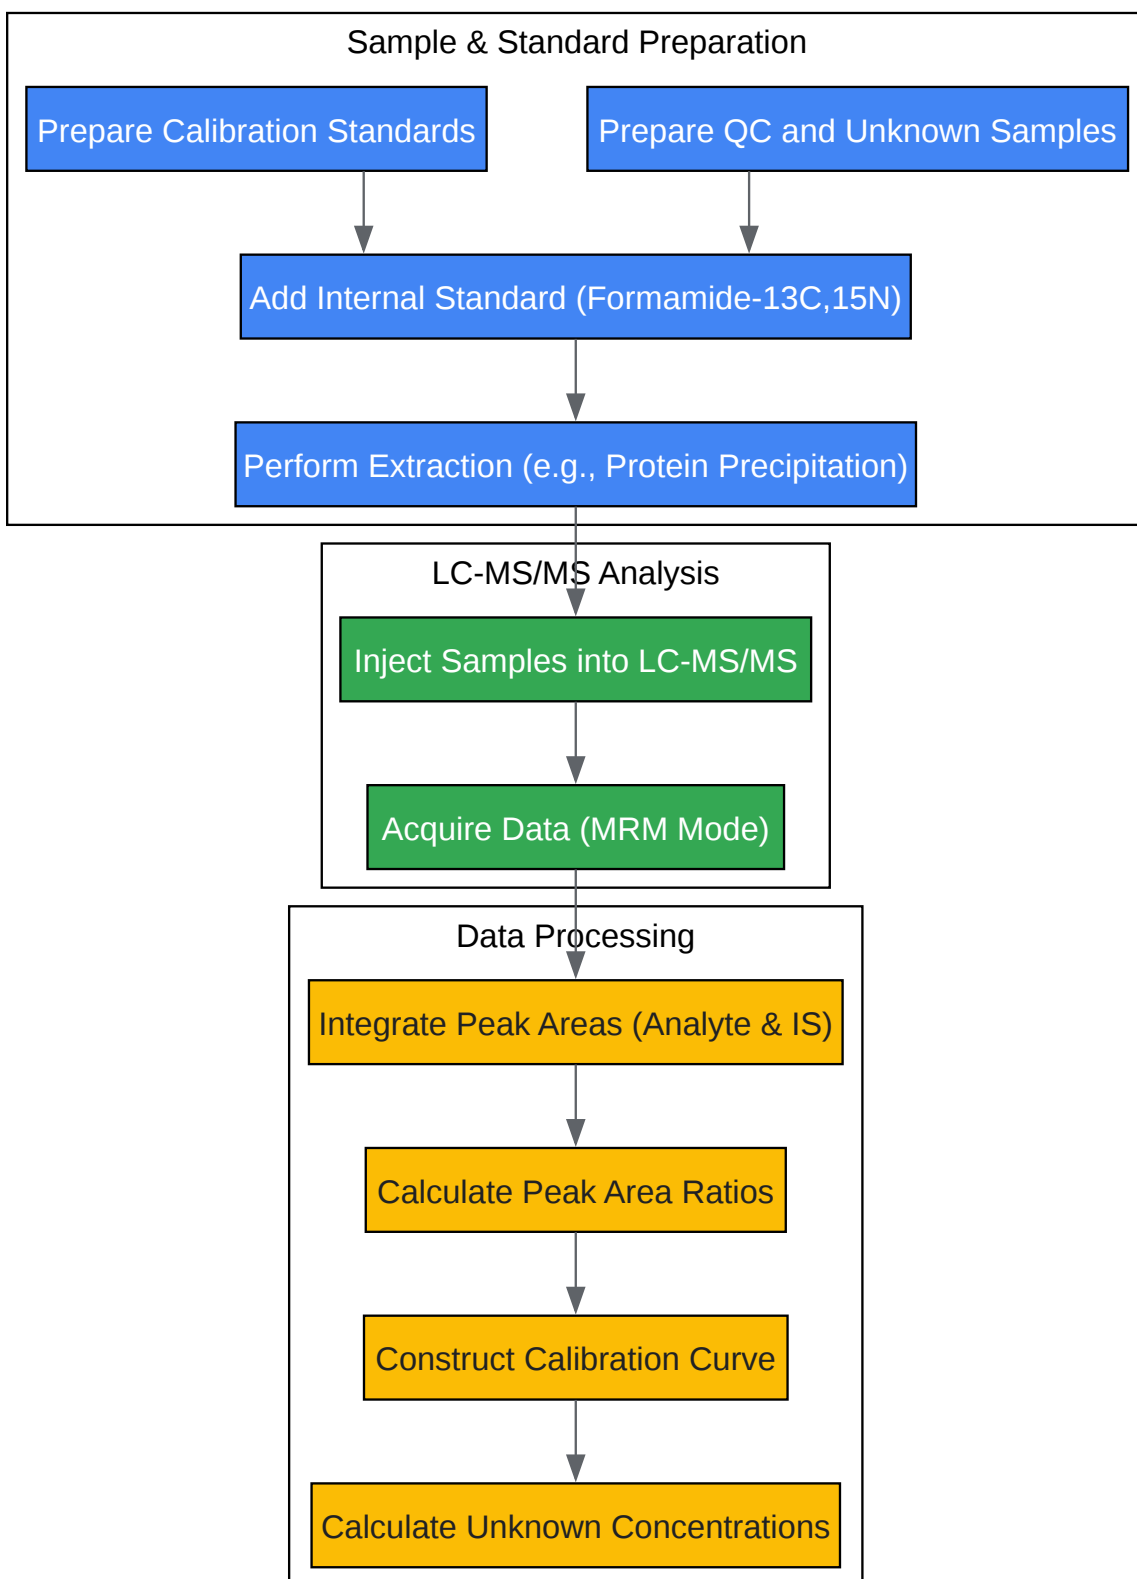 Sample & Standard Preparation
Prepare Calibration Standards
Prepare QC and Unknown Samples
Add Internal Standard (Formamide-13C,15N)
Perform Extraction (e.g., Protein Precipitation)
LC-MS/MS Analysis
Inject Samples into LC-MS/MS
Acquire Data (MRM Mode)
Data Processing
Integrate Peak Areas (Analyte & IS)
Calculate Peak Area Ratios
Construct Calibration Curve
Calculate Unknown Concentrations